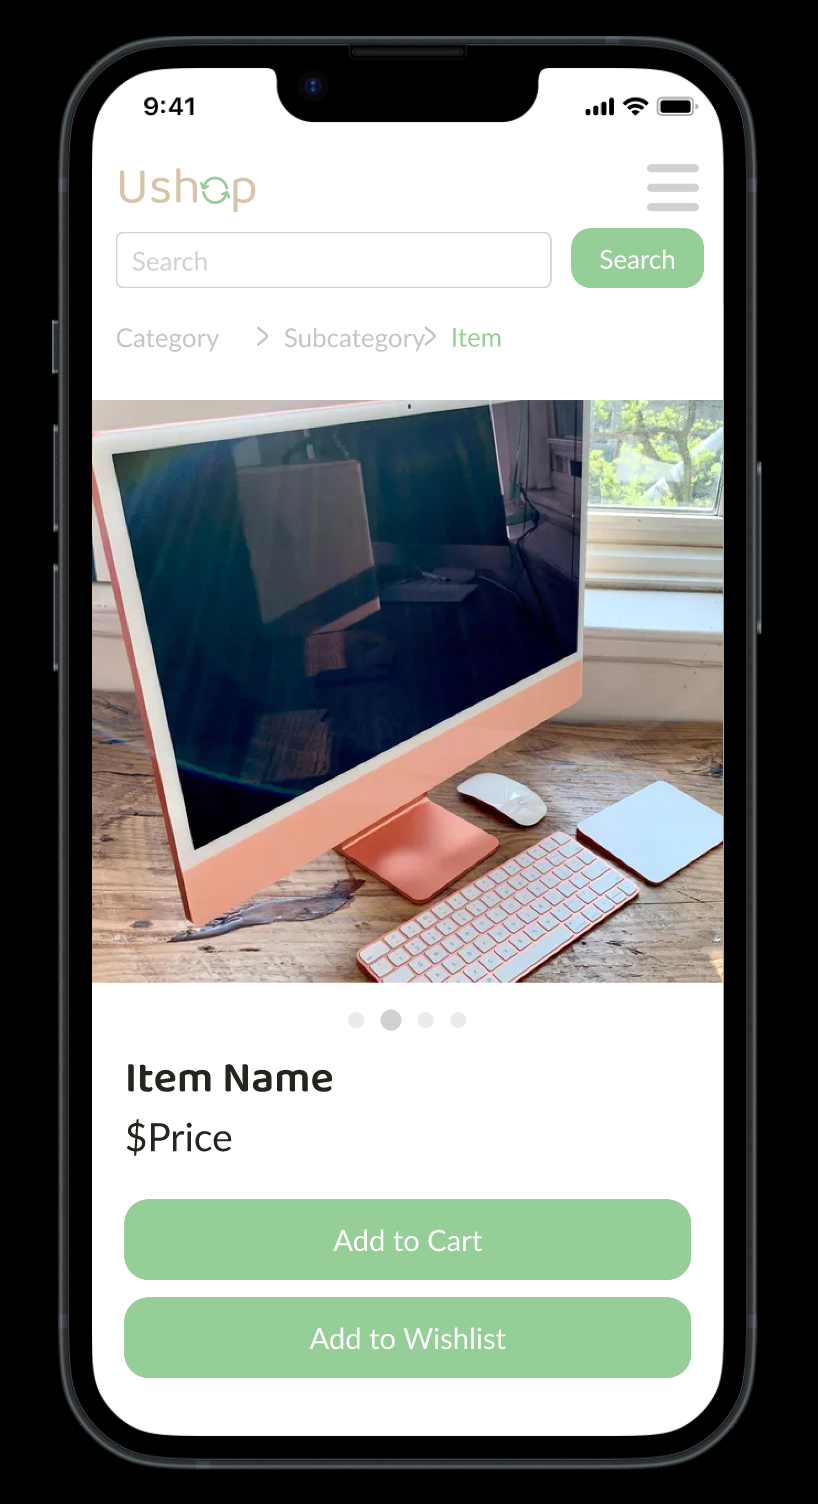 9:41
Ushop
Search Search
Category > Subcategory> Item
Item Name
$Price
Add to Cart
Add to Wishlist